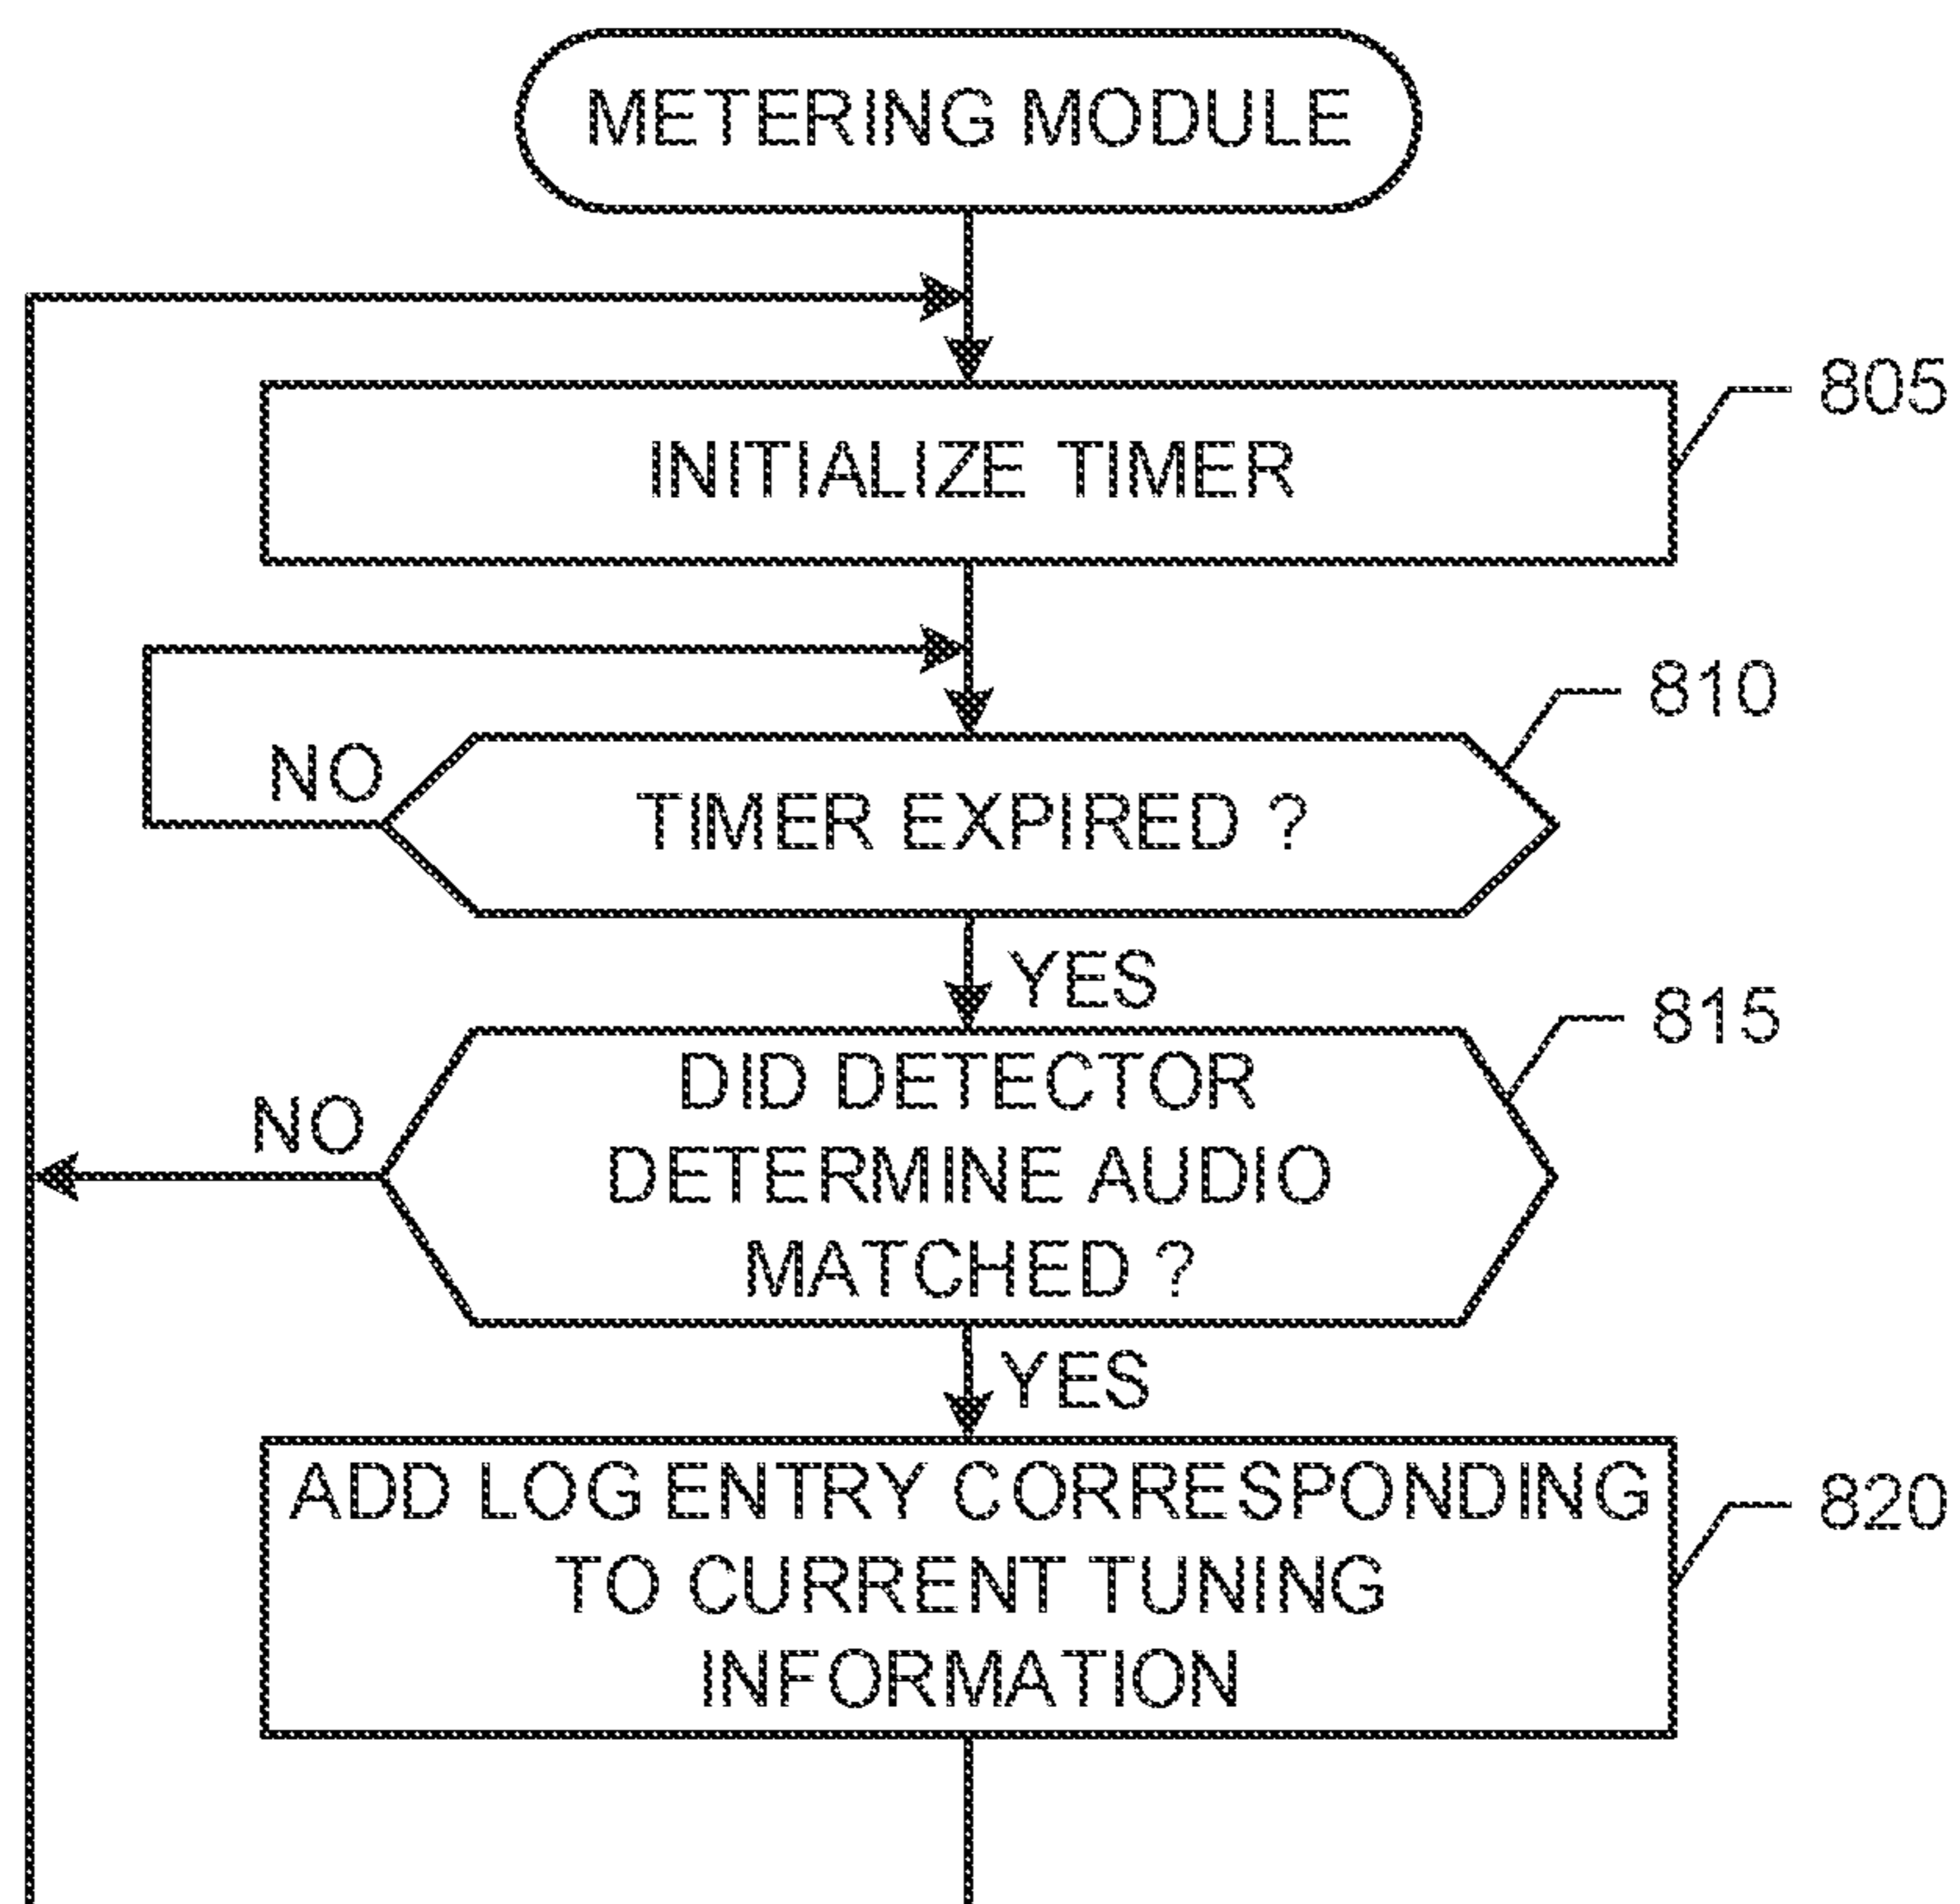 METERING MODULE
805
INITIALIZE TIMER
810
NO
TIMER EXPIRED ?
YES
815
DID DETECTOR
NO
DETERMINE AUDIO
MATCHED ?
YES
ADD LOG ENTRY CORRESPONDING
820
TO CURRENT TUNING
INFORMATION